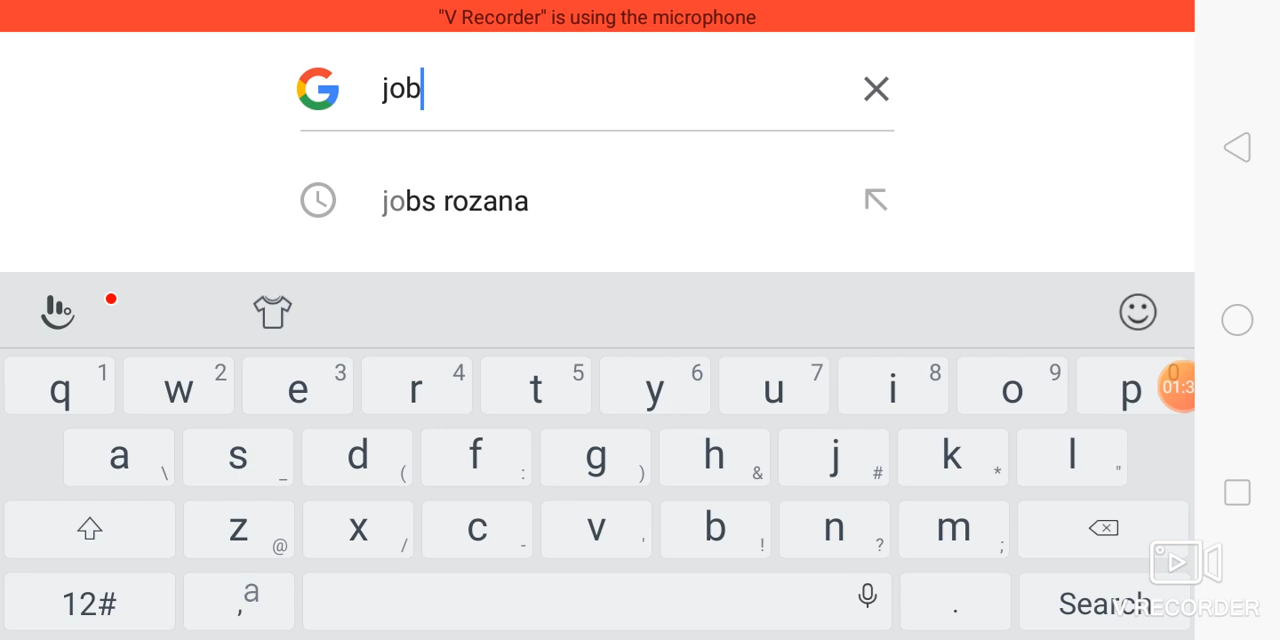 "V Recorder" is using the microphone
job
jobs rozana
q 1 w 2 e 3 r 4 t 5 y 6 u 7 i 8 o 9 p 0
01:3
a \ s _ d ( f : g ) h & j # k * l "
z @ x / c - v ' b ! n ? m ;
12# , a . Search
V RECORDER